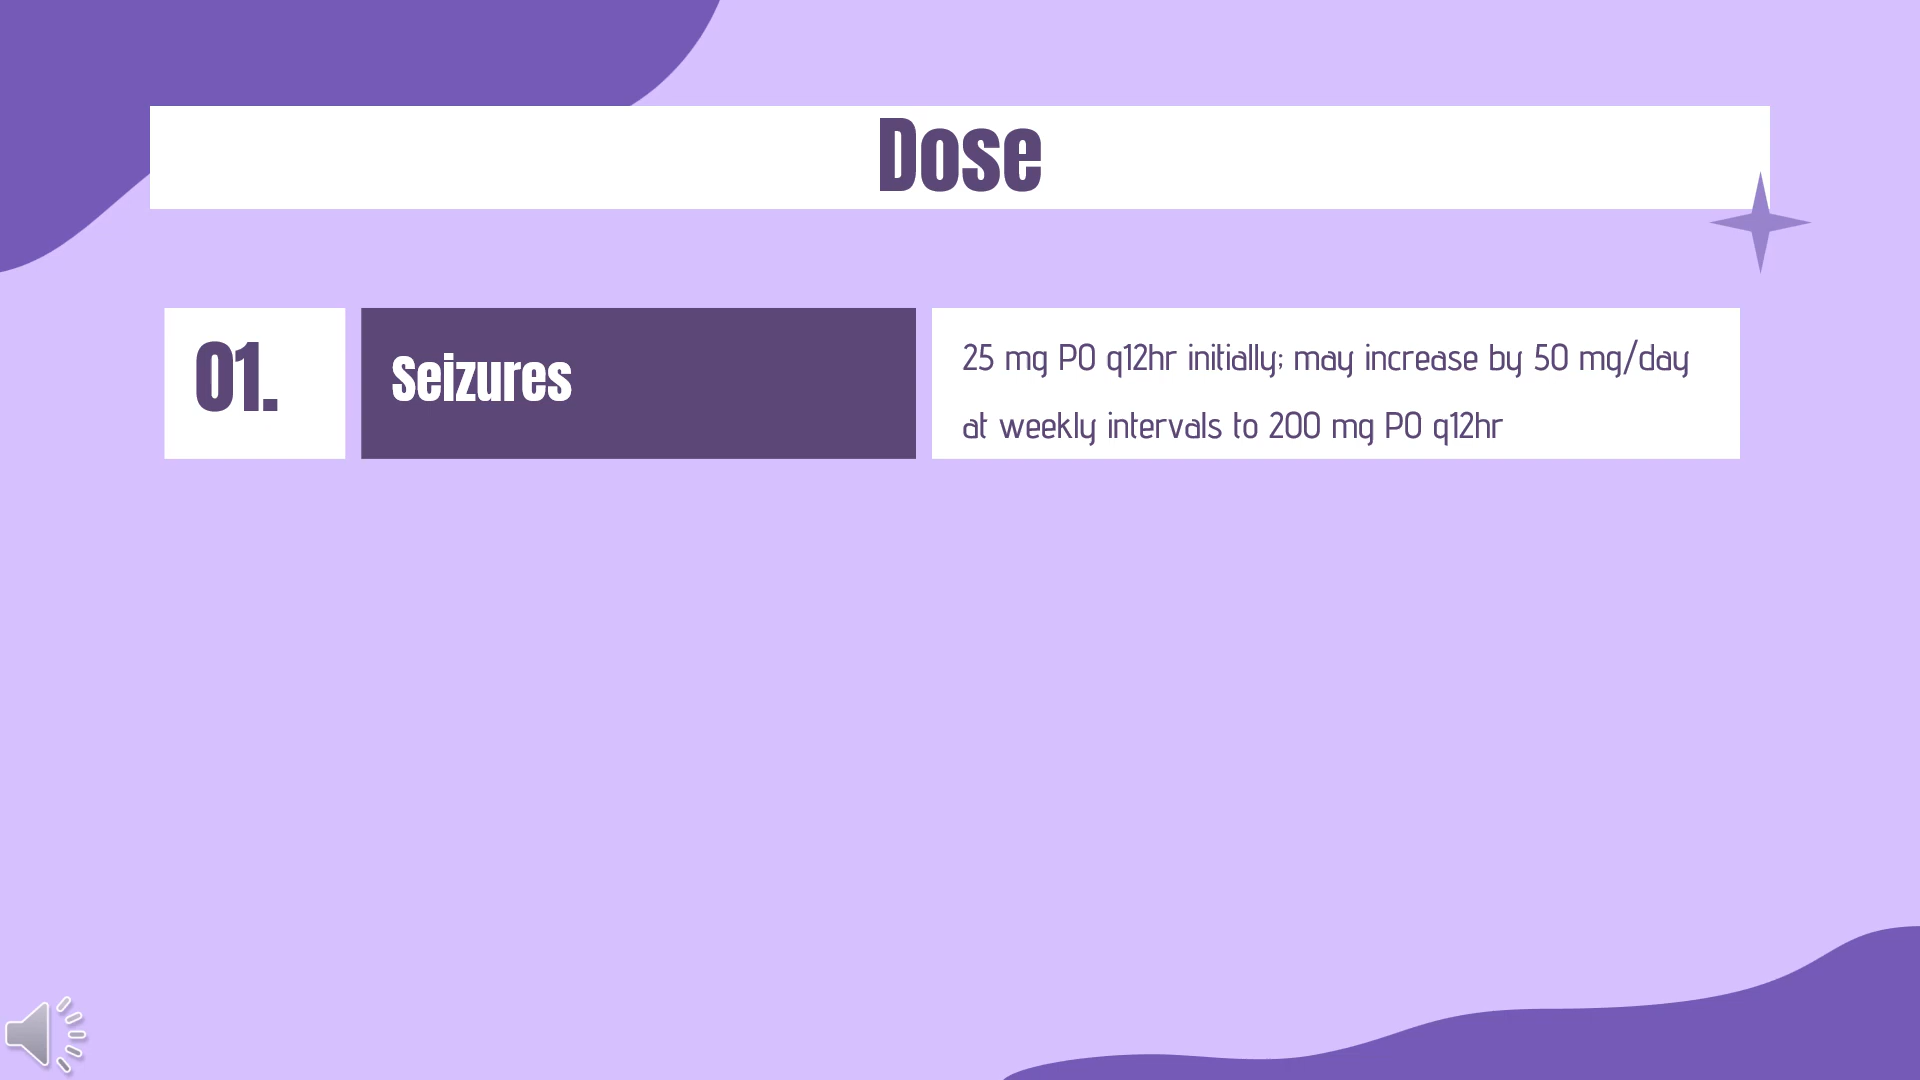 Dose
01.
Seizures
25 mg PO q12hr initially; may increase by 50 mg/day
at weekly intervals to 200 mg PO q12hr